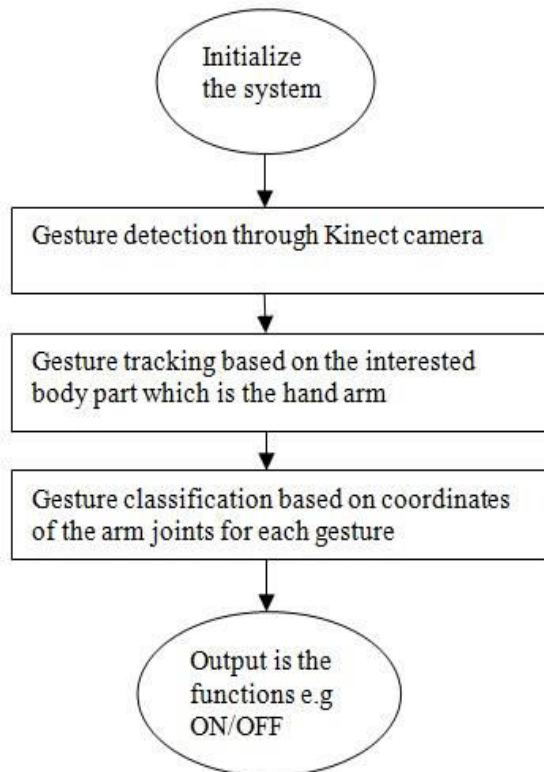 Initialize
the system
Gesture detection through Kinect camera
Gesture tracking based on the interested
body part which is the hand arm
Gesture classification based on coordinates
of the arm joints for each gesture
Output is the
functions e.g
ON/OFF